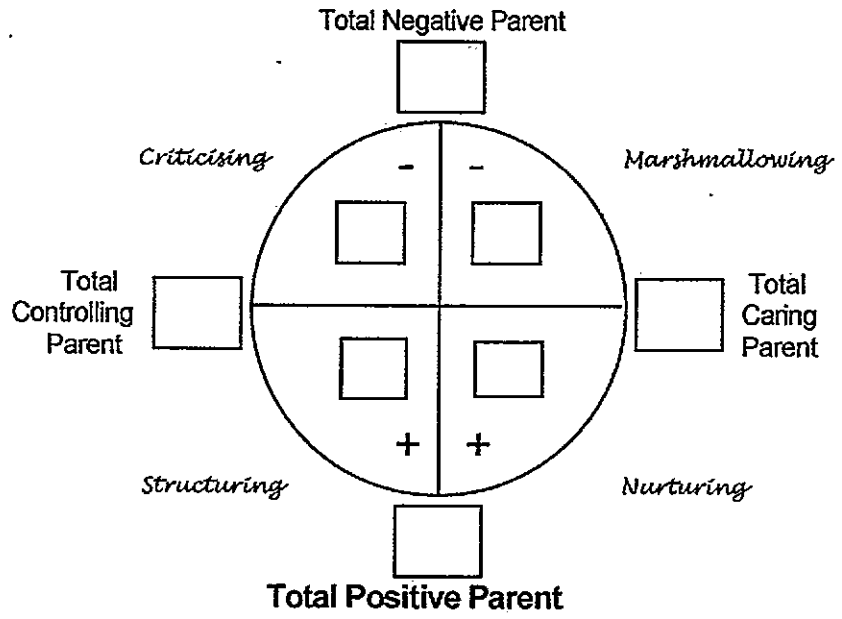 Total Negative Parent
Criticising
Marshmallowing
- -
Total
Controlling
Parent
Total
Caring
Parent
+ +
Structuring
Nurturing
Total Positive Parent